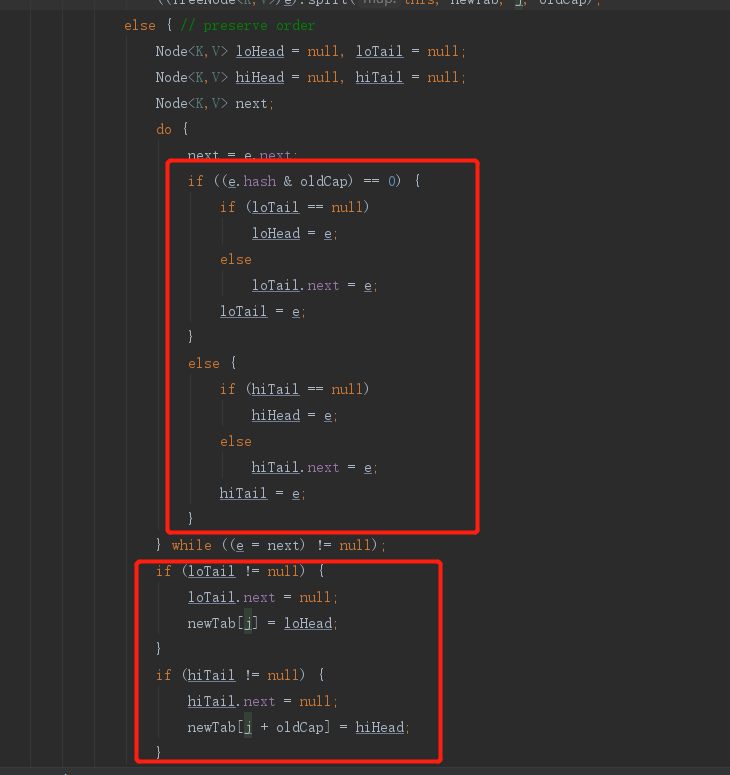 ((TreeNode<K,V>)e).split( map: this, newTab, j, oldCap);
else { // preserve order
Node<K,V> loHead = null, loTail = null;
Node<K,V> hiHead = null, hiTail = null;
Node<K,V> next;
do {
next = e.next;
if ((e.hash & oldCap) == 0) {
if (loTail == null)
loHead = e;
else
loTail.next = e;
loTail = e;
}
else {
if (hiTail == null)
hiHead = e;
else
hiTail.next = e;
hiTail = e;
}
} while ((e = next) != null);
if (loTail != null) {
loTail.next = null;
newTab[j] = loHead;
}
if (hiTail != null) {
hiTail.next = null;
newTab[j + oldCap] = hiHead;
}